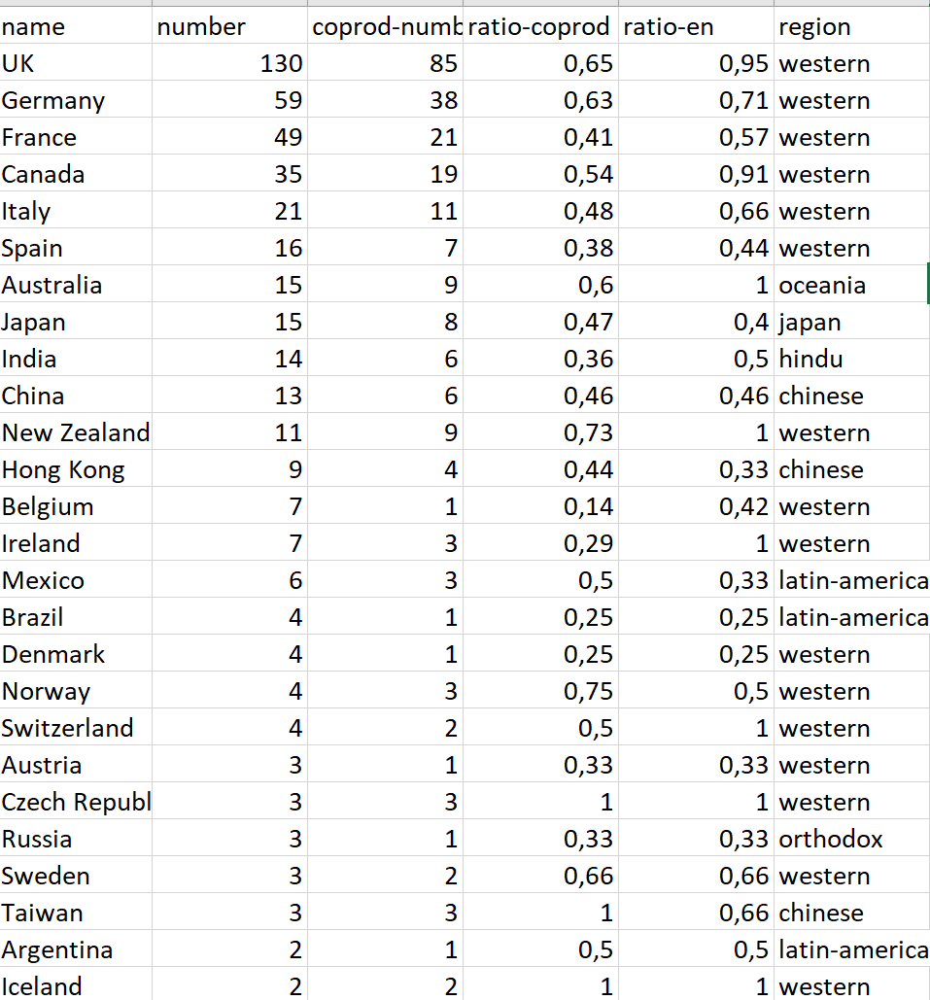 name number coprod-numb ratio-coprod ratio-en region
UK 130 85 0,65 0,95 western
Germany 59 38 0,63 0,71 western
France 49 21 0,41 0,57 western
Canada 35 19 0,54 0,91 western
Italy 21 11 0,48 0,66 western
Spain 16 7 0,38 0,44 western
Australia 15 9 0,6 1 oceania
Japan 15 8 0,47 0,4 japan
India 14 6 0,36 0,5 hindu
China 13 6 0,46 0,46 chinese
New Zealand 11 9 0,73 1 western
Hong Kong 9 4 0,44 0,33 chinese
Belgium 7 1 0,14 0,42 western
Ireland 7 3 0,29 1 western
Mexico 6 3 0,5 0,33 latin-america
Brazil 4 1 0,25 0,25 latin-america
Denmark 4 1 0,25 0,25 western
Norway 4 3 0,75 0,5 western
Switzerland 4 2 0,5 1 western
Austria 3 1 0,33 0,33 western
Czech Republ 3 3 1 1 western
Russia 3 1 0,33 0,33 orthodox
Sweden 3 2 0,66 0,66 western
Taiwan 3 3 1 0,66 chinese
Argentina 2 1 0,5 0,5 latin-america
Iceland 2 2 1 1 western